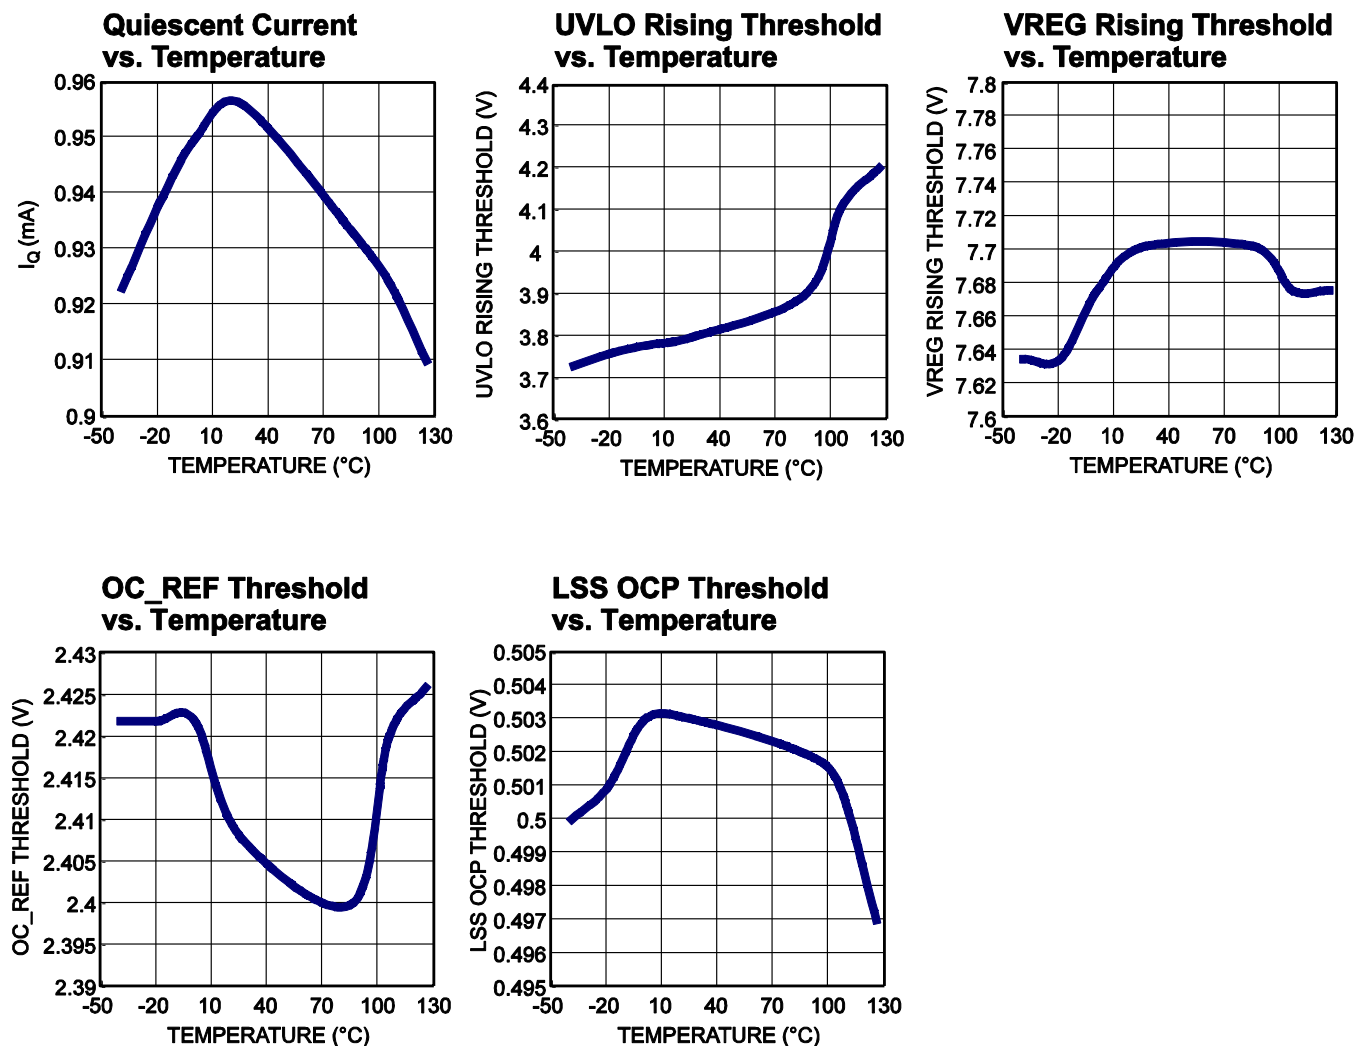 Quiescent Current
vs. Temperature
0.96
0.95
0.94
0.93
0.92
0.91
0.9
IQ (mA)
-50 -20 10 40 70 100 130
TEMPERATURE (°C)
UVLO Rising Threshold
vs. Temperature
4.4
4.3
4.2
4.1
4
3.9
3.8
3.7
3.6
UVLO RISING THRESHOLD (V)
-50 -20 10 40 70 100 130
TEMPERATURE (°C)
VREG Rising Threshold
vs. Temperature
7.8
7.78
7.76
7.74
7.72
7.7
7.68
7.66
7.64
7.62
7.6
VREG RISING THRESHOLD (V)
-50 -20 10 40 70 100 130
TEMPERATURE (°C)
OC_REF Threshold
vs. Temperature
2.43
2.425
2.42
2.415
2.41
2.405
2.4
2.395
2.39
OC_REF THRESHOLD (V)
-50 -20 10 40 70 100 130
TEMPERATURE (°C)
LSS OCP Threshold
vs. Temperature
0.505
0.504
0.503
0.502
0.501
0.5
0.499
0.498
0.497
0.496
0.495
LSS OCP THRESHOLD (V)
-50 -20 10 40 70 100 130
TEMPERATURE (°C)